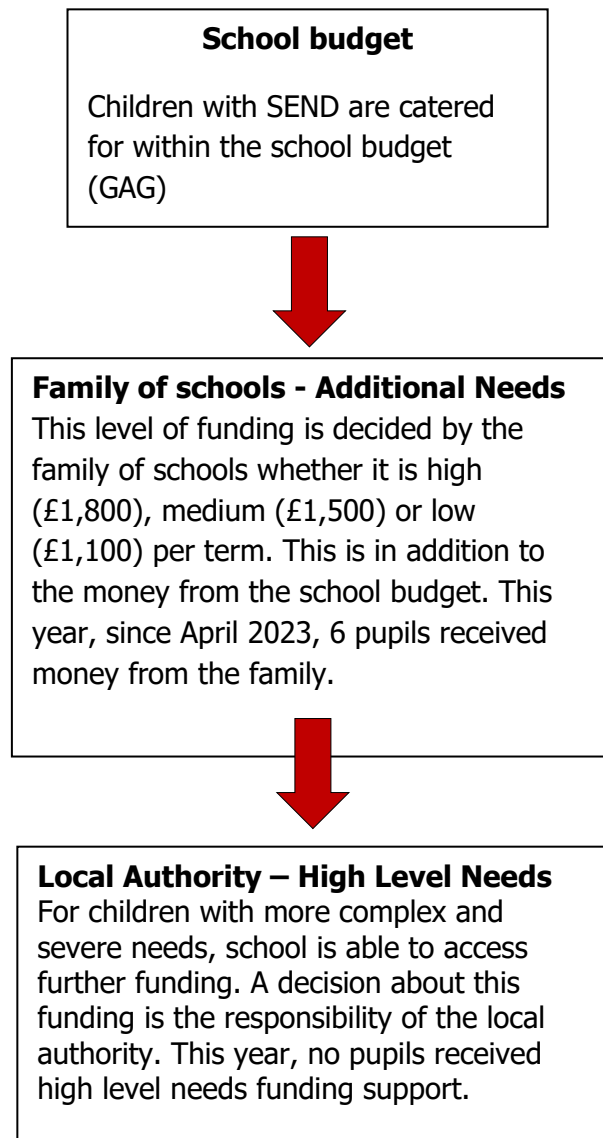 School budget
Children with SEND are catered
for within the school budget
(GAG)
Family of schools - Additional Needs
This level of funding is decided by the
family of schools whether it is high
(£1,800), medium (£1,500) or low
(£1,100) per term. This is in addition to
the money from the school budget. This
year, since April 2023, 6 pupils received
money from the family.
Local Authority – High Level Needs
For children with more complex and
severe needs, school is able to access
further funding. A decision about this
funding is the responsibility of the local
authority. This year, no pupils received
high level needs funding support.